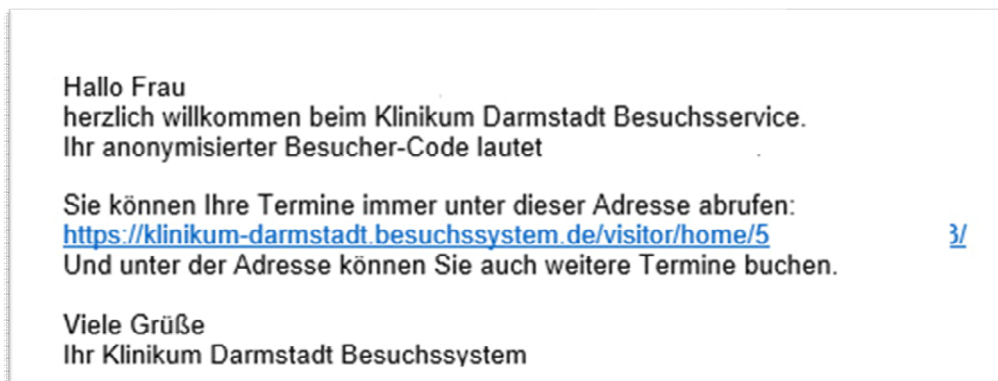 Hallo Frau
herzlich willkommen beim Klinikum Darmstadt Besuchsservice.
Ihr anonymisierter Besucher-Code lautet
Sie können Ihre Termine immer unter dieser Adresse abrufen:
https://klinikum-darmstadt.besuchssystem.de/visitor/home/5 3/
Und unter der Adresse können Sie auch weitere Termine buchen.
Viele Grüße
Ihr Klinikum Darmstadt Besuchssystem